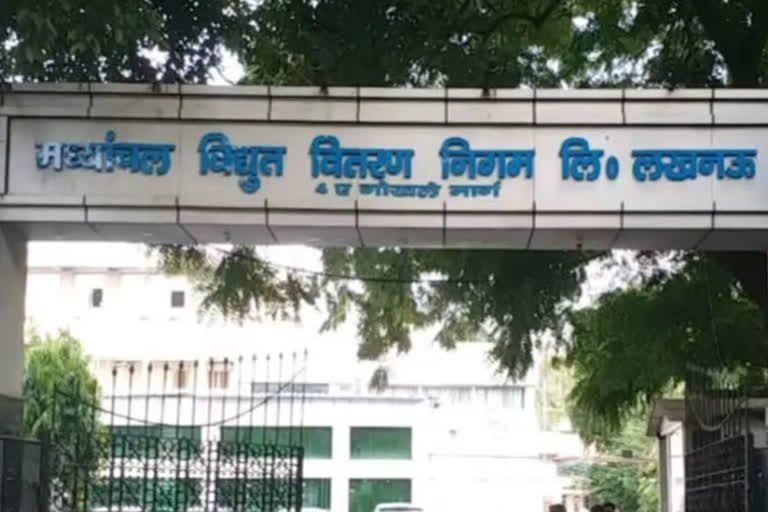 मध्यांचल विद्युत वितरण निगम लि० लखनऊ
4 ए गोखले मार्ग